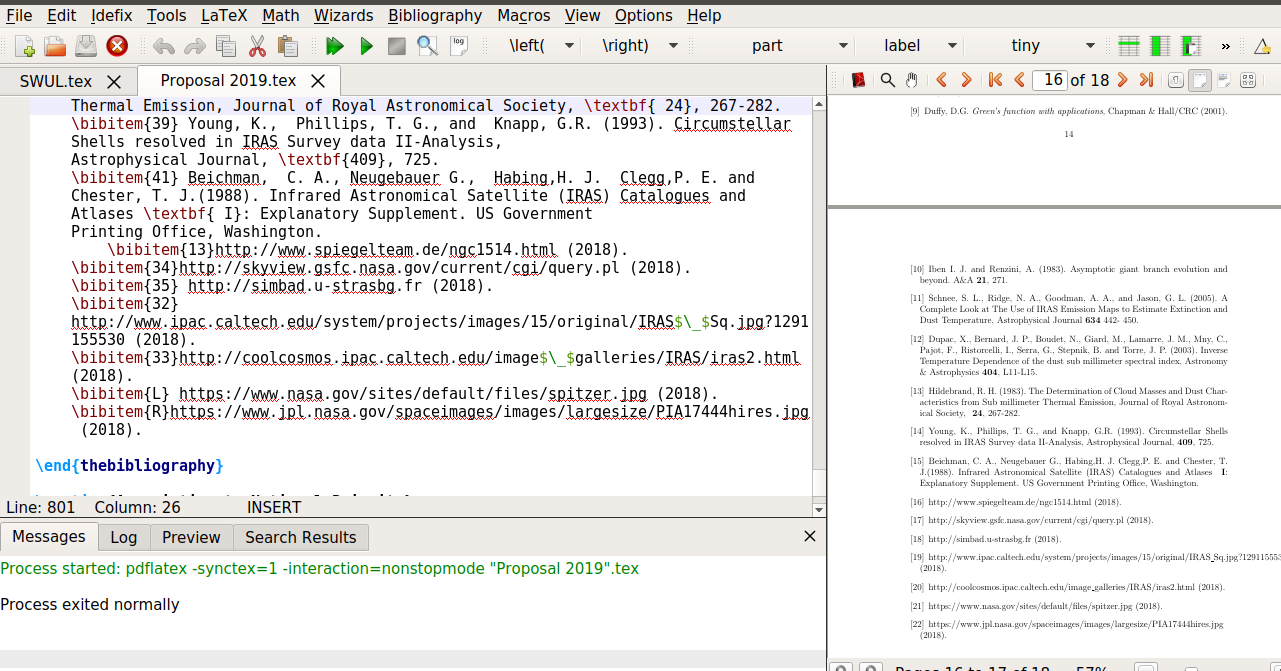 File Edit Idefix Tools LaTeX Math Wizards Bibliography Macros View Options Help
log \left( \right) part label tiny »
SWUL.tex Proposal 2019.tex
16 of 18
Thermal Emission, Journal of Royal Astronomical Society, \textbf{ 24}, 267-282.
\bibitem{39} Young, K., Phillips, T. G., and Knapp, G.R. (1993). Circumstellar
Shells resolved in IRAS Survey data II-Analysis,
Astrophysical Journal, \textbf{409}, 725.
\bibitem{41} Beichman, C. A., Neugebauer G., Habing,H. J. Clegg,P. E. and
Chester, T. J.(1988). Infrared Astronomical Satellite (IRAS) Catalogues and
Atlases \textbf{ I}: Explanatory Supplement. US Government
Printing Office, Washington.
\bibitem{13}http://www.spiegelteam.de/ngc1514.html (2018).
\bibitem{34}http://skyview.gsfc.nasa.gov/current/cgi/query.pl (2018).
\bibitem{35} http://simbad.u-strasbg.fr (2018).
\bibitem{32}
http://www.ipac.caltech.edu/system/projects/images/15/original/IRAS$\_$Sq.jpg?1291
155530 (2018).
\bibitem{33}http://coolcosmos.ipac.caltech.edu/image$\_$galleries/IRAS/iras2.html
(2018).
\bibitem{L} https://www.nasa.gov/sites/default/files/spitzer.jpg (2018).
\bibitem{R}https://www.jpl.nasa.gov/spaceimages/images/largesize/PIA17444hires.jpg
(2018).
\end{thebibliography}
Line: 801 Column: 26 INSERT
Messages Log Preview Search Results
Process started: pdflatex -synctex=1 -interaction=nonstopmode "Proposal 2019".tex
Process exited normally
[9] Duffy, D.G. Green's function with applications, Chapman & Hall/CRC (2001).
14
[10] Iben I. J. and Renzini, A. (1983). Asymptotic giant branch evolution and
beyond. A&A 21, 271.
[11] Schnee, S. L., Ridge, N. A., Goodman, A. A., and Jason, G. L. (2005). A
Complete Look at The Use of IRAS Emission Maps to Estimate Extinction and
Dust Temperature, Astrophysical Journal 634 442- 450.
[12] Dupac, X., Bernard, J. P., Boudet, N., Giard, M., Lamarre, J. M., Mny, C.,
Pajot, F., Ristorcelli, I., Serra, G., Stepnik, B. and Torre, J. P. (2003). Inverse
Temperature Dependence of the dust sub millimeter spectral index, Astronomy
& Astrophysics 404, L11-L15.
[13] Hildebrand, R. H. (1983). The Determination of Cloud Masses and Dust Char-
acteristics from Sub millimeter Thermal Emission, Journal of Royal Astronom-
ical Society, 24, 267-282.
[14] Young, K., Phillips, T. G., and Knapp, G.R. (1993). Circumstellar Shells
resolved in IRAS Survey data II-Analysis, Astrophysical Journal, 409, 725.
[15] Beichman, C. A., Neugebauer G., Habing,H. J. Clegg,P. E. and Chester, T.
J.(1988). Infrared Astronomical Satellite (IRAS) Catalogues and Atlases I:
Explanatory Supplement. US Government Printing Office, Washington.
[16] http://www.spiegelteam.de/ngc1514.html (2018).
[17] http://skyview.gsfc.nasa.gov/current/cgi/query.pl (2018).
[18] http://simbad.u-strasbg.fr (2018).
[19] http://www.ipac.caltech.edu/system/projects/images/15/original/IRAS_Sq.jpg?12911555
(2018).
[20] http://coolcosmos.ipac.caltech.edu/image_galleries/IRAS/iras2.html (2018).
[21] https://www.nasa.gov/sites/default/files/spitzer.jpg (2018).
[22] https://www.jpl.nasa.gov/spaceimages/images/largesize/PIA17444hires.jpg
(2018).
Pages 16 to 17 of 18 57%